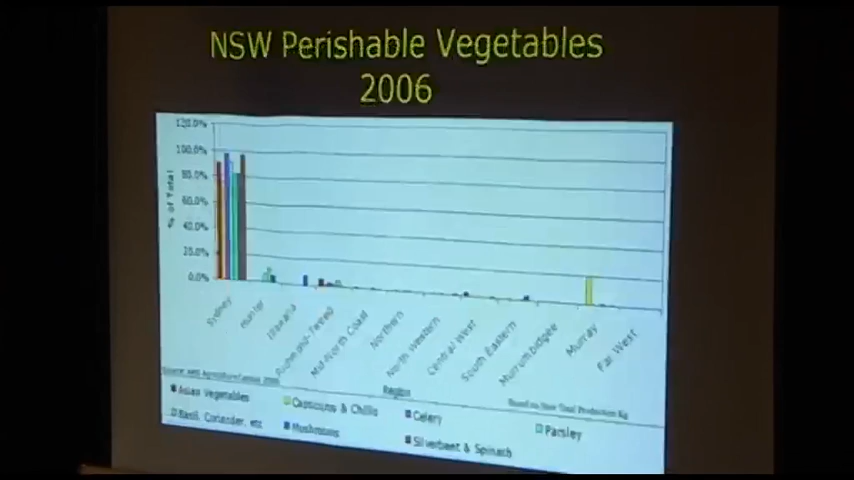 NSW Perishable Vegetables
2006
120.0%
100.0%
80.0%
60.0%
40.0%
20.0%
0.0%
% of Total
Sydney
Hunter
Illawarra
Richmond-Tweed
Mid-North Coast
Northern
North Western
Central West
South Eastern
Murrumbidgee
Murray
Far West
Region
Asian Vegetables
Capsicums & Chillis
Celery
Parsley
Basil, Coriander, etc
Mushrooms
Silverbeet & Spinach